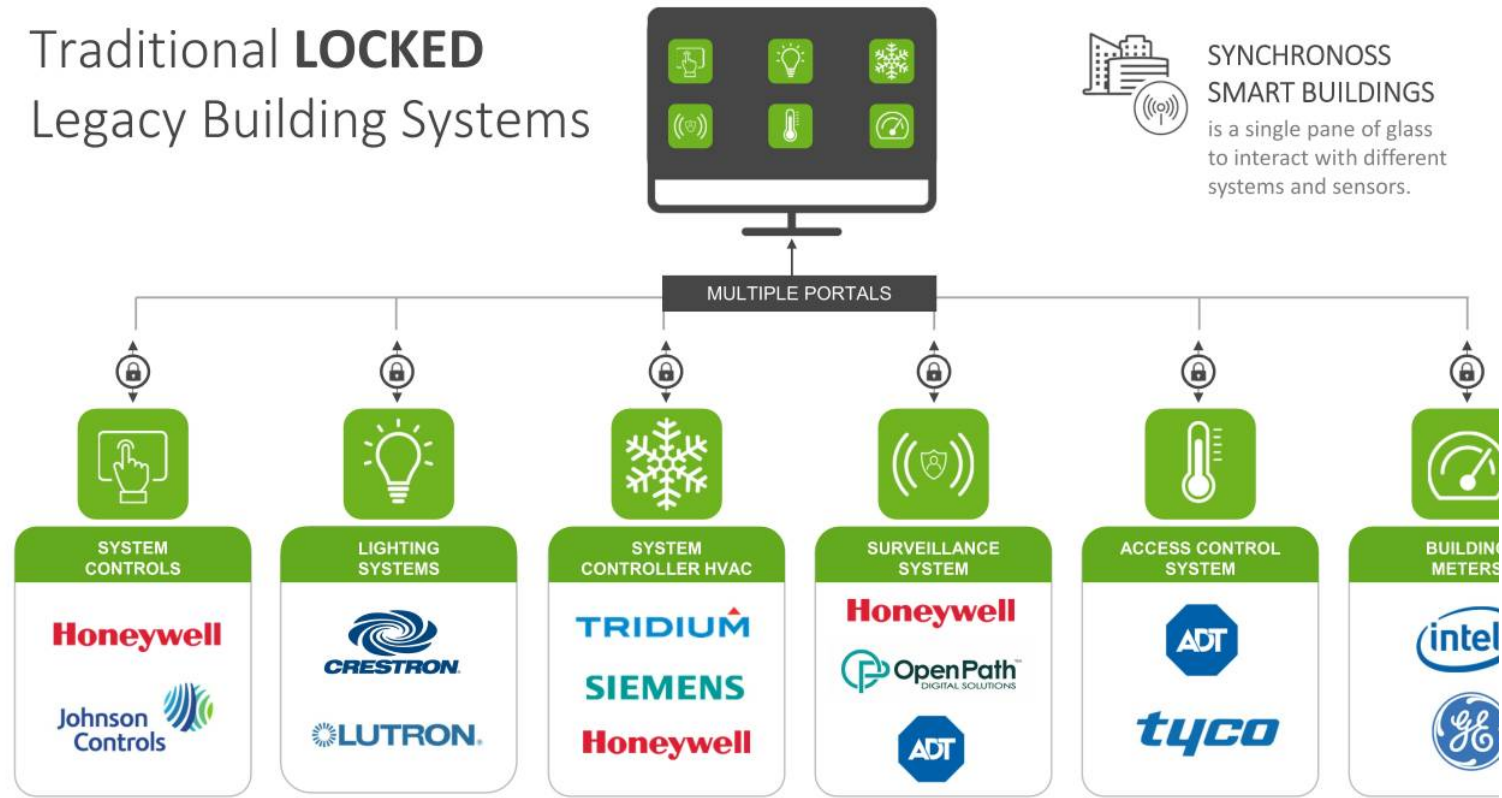 Traditional LOCKED
Legacy Building Systems
SYNCHRONOSS
SMART BUILDINGS
is a single pane of glass
to interact with different
systems and sensors.
MULTIPLE PORTALS
SYSTEM
CONTROLS
Honeywell
Johnson
Controls
LIGHTING
SYSTEMS
CRESTRON
LUTRON
SYSTEM
CONTROLLER HVAC
TRIDIUM
SIEMENS
Honeywell
SURVEILLANCE
SYSTEM
Honeywell
OpenPath
DIGITAL SOLUTIONS
ADT
ACCESS CONTROL
SYSTEM
ADT
tyco
BUILDING
METERS
intel
GE